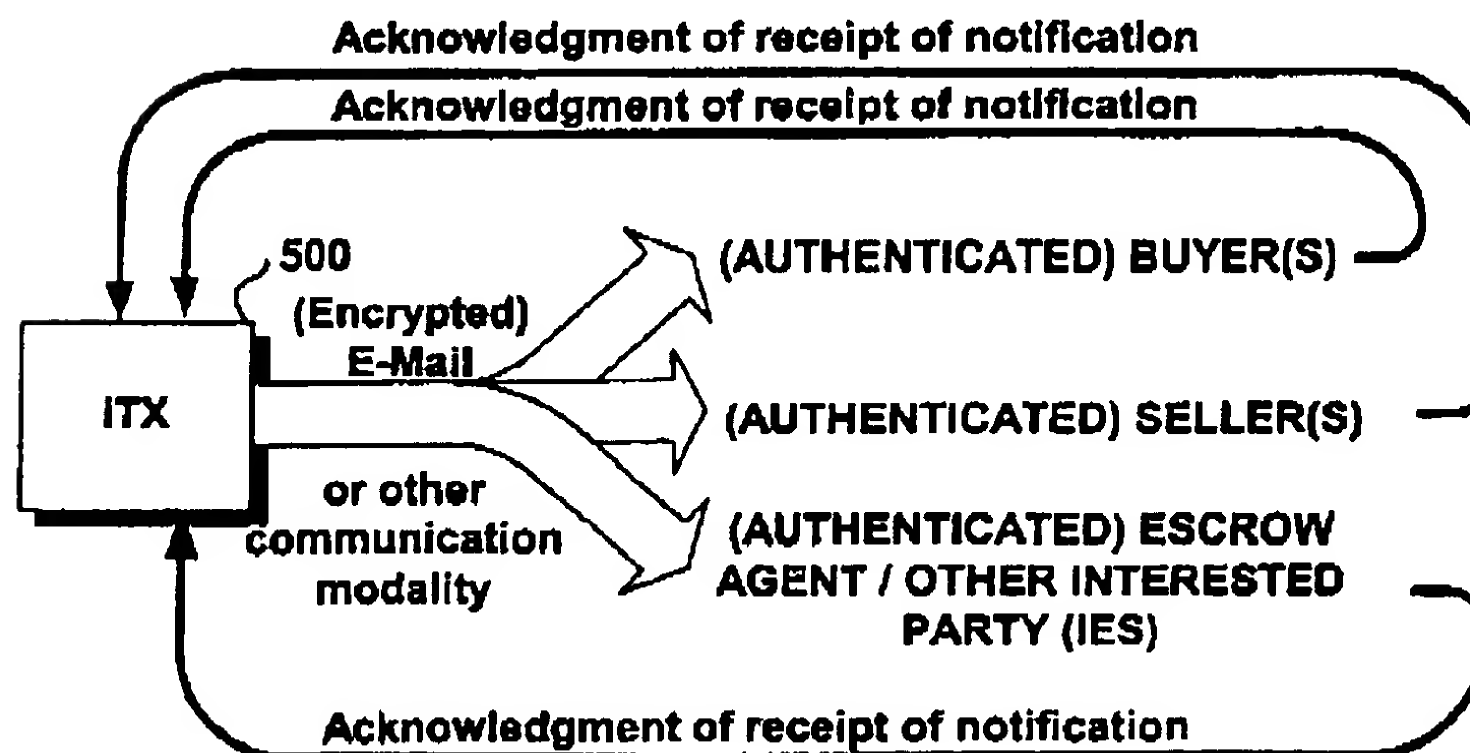 Acknowledgment of receipt of notification
Acknowledgment of receipt of notification
500
(Encrypted)
E-Mail
ITX
or other
communication
modality
(AUTHENTICATED) BUYER(S)
(AUTHENTICATED) SELLER(S)
(AUTHENTICATED) ESCROW
AGENT / OTHER INTERESTED
PARTY (IES)
Acknowledgment of receipt of notification